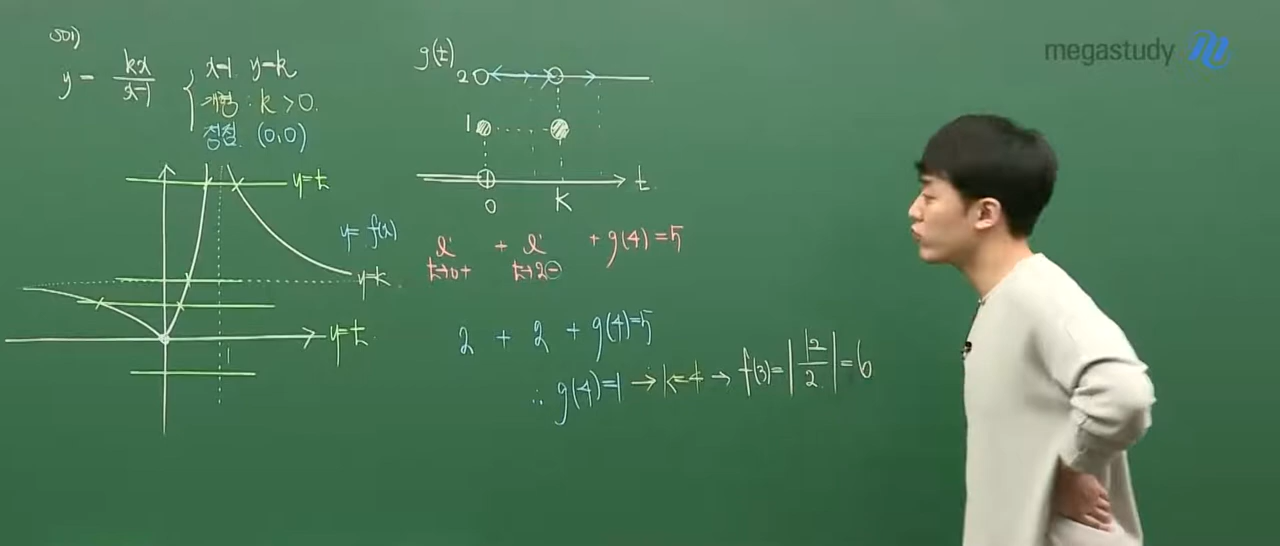 megastudy
sol)
y = kx/(x-1)
x=1 y=k
개형 : k > 0.
점점 (0,0)
y=t
y= f(x)
y=k
y=t
1
g(t)
2
1
0 k t
lim t→0+ + lim t→2− + g(4)=5
2 + 2 + g(4)=5
∴ g(4)=1 → k=4 → f(3)=|12/2|=6